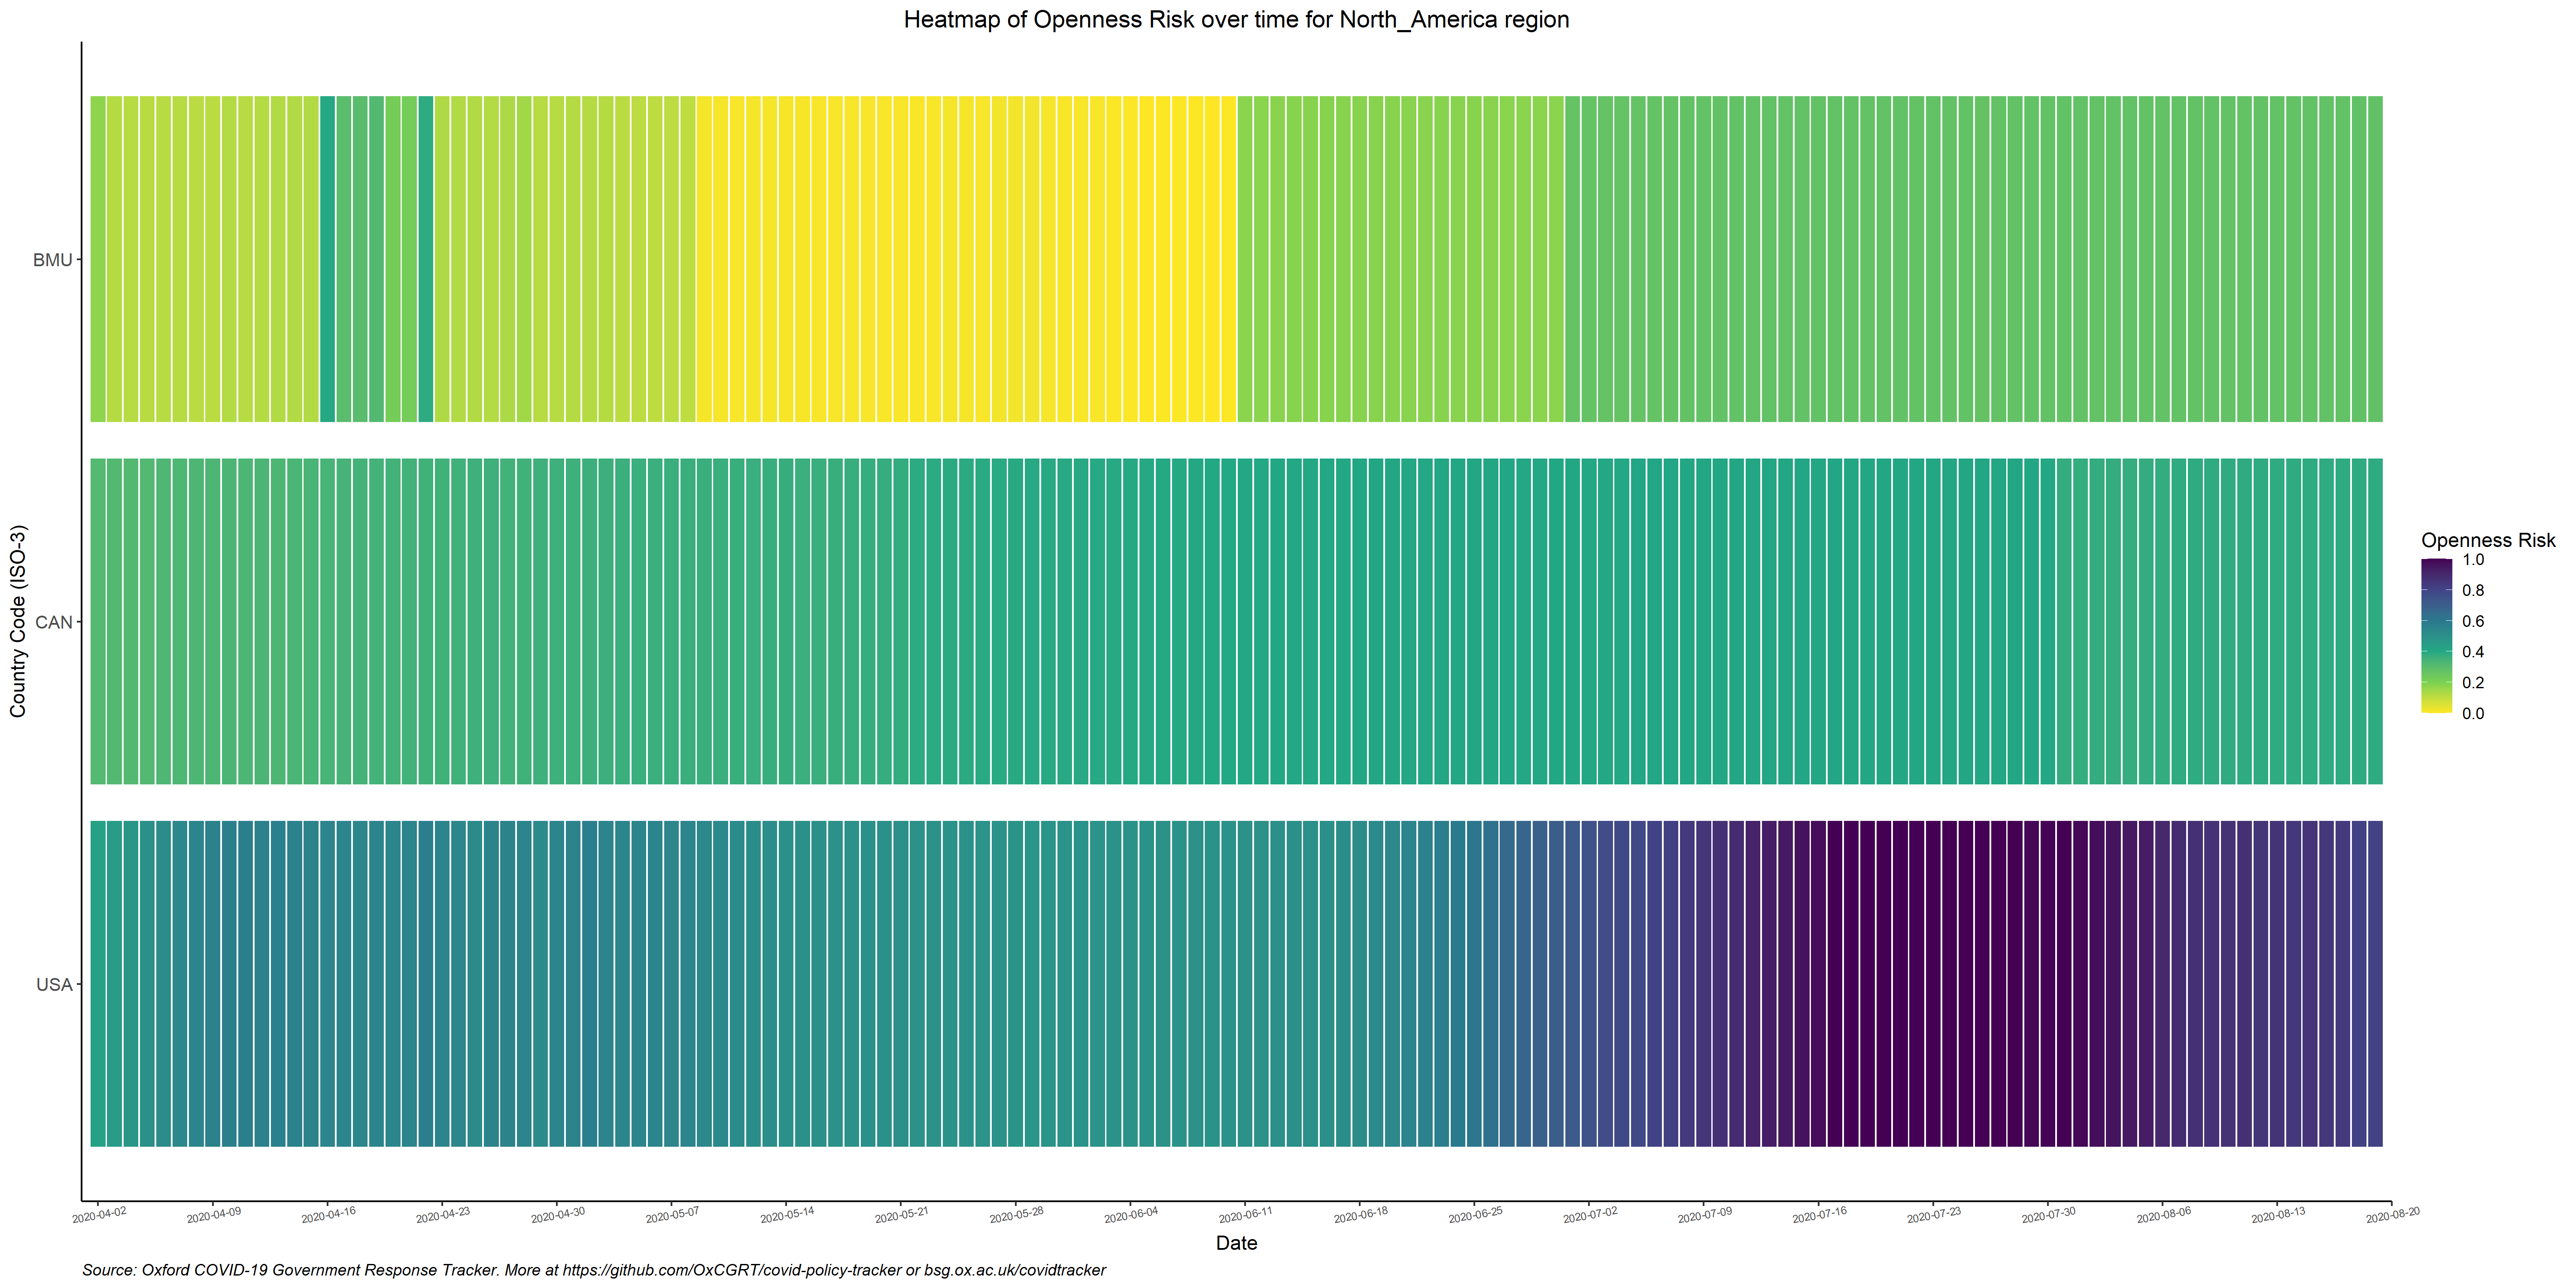 Heatmap of Openness Risk over time for North_America region
Country Code (ISO-3)
BMU
CAN
USA
Openness Risk
1.0
0.8
0.6
0.4
0.2
0.0
2020-04-02 2020-04-09 2020-04-16 2020-04-23 2020-04-30 2020-05-07 2020-05-14 2020-05-21 2020-05-28 2020-06-04 2020-06-11 2020-06-18 2020-06-25 2020-07-02 2020-07-09 2020-07-16 2020-07-23 2020-07-30 2020-08-06 2020-08-13 2020-08-20
Date
Source: Oxford COVID-19 Government Response Tracker. More at https://github.com/OxCGRT/covid-policy-tracker or bsg.ox.ac.uk/covidtracker